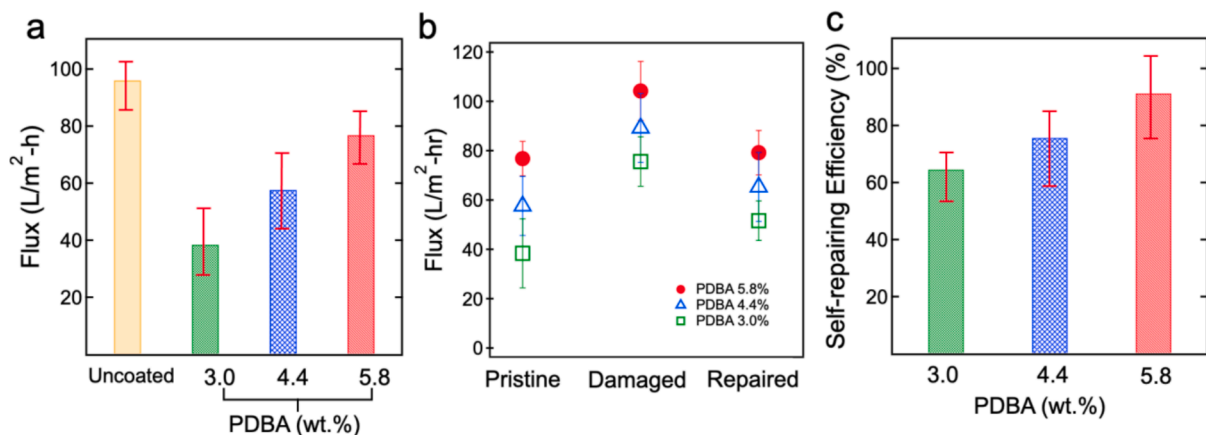 a
Flux (L/m²-h)
100
80
60
40
20
Uncoated
3.0
4.4
5.8
PDBA (wt.%)
b
Flux (L/m²-hr)
120
100
80
60
40
20
0
PDBA 5.8%
PDBA 4.4%
PDBA 3.0%
Pristine
Damaged
Repaired
c
Self-repairing Efficiency (%)
100
80
60
40
20
3.0
4.4
5.8
PDBA (wt.%)